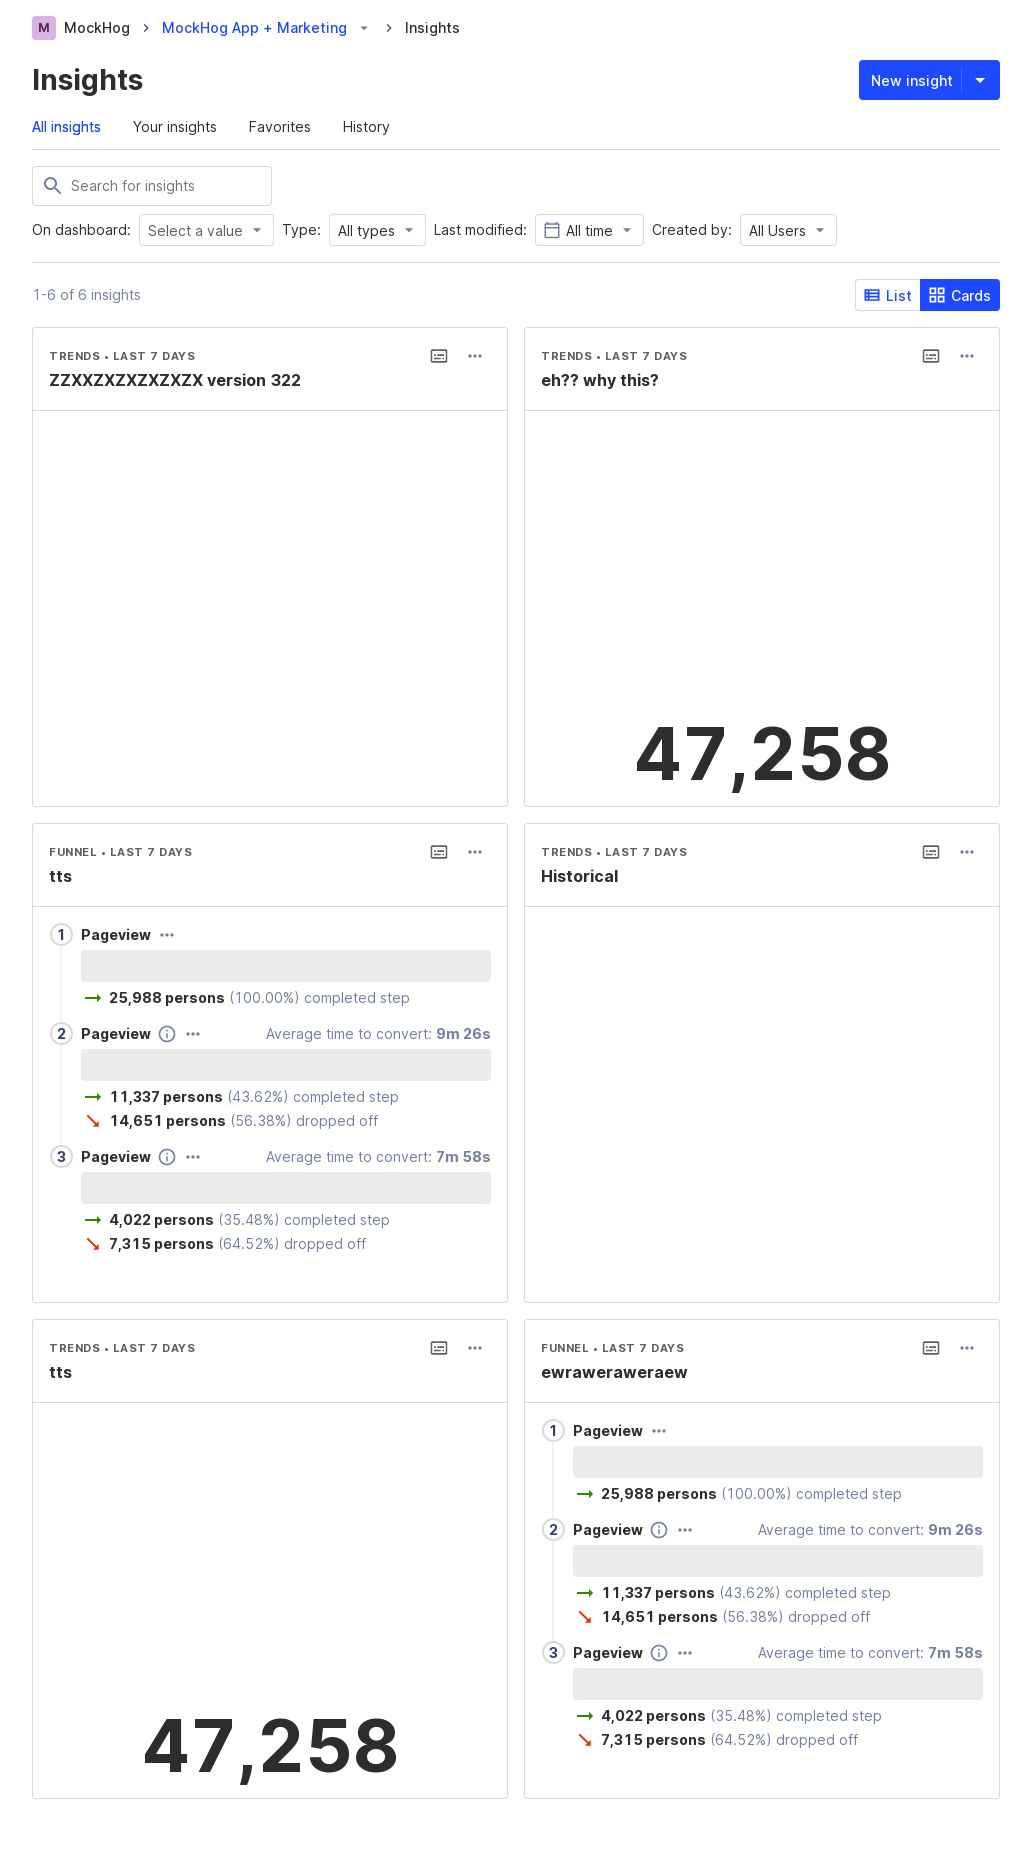 M MockHog > MockHog App + Marketing > Insights
Insights
New insight
All insights Your insights Favorites History
Search for insights
On dashboard: Select a value Type: All types Last modified: All time Created by: All Users
1-6 of 6 insights
List Cards
TRENDS • LAST 7 DAYS
ZZXXZXZXZXZXZX version 322
TRENDS • LAST 7 DAYS
eh?? why this?
47,258
FUNNEL • LAST 7 DAYS
tts
1 Pageview
25,988 persons (100.00%) completed step
2 Pageview Average time to convert: 9m 26s
11,337 persons (43.62%) completed step
14,651 persons (56.38%) dropped off
3 Pageview Average time to convert: 7m 58s
4,022 persons (35.48%) completed step
7,315 persons (64.52%) dropped off
TRENDS • LAST 7 DAYS
Historical
TRENDS • LAST 7 DAYS
tts
47,258
FUNNEL • LAST 7 DAYS
ewraweraweraew
1 Pageview
25,988 persons (100.00%) completed step
2 Pageview Average time to convert: 9m 26s
11,337 persons (43.62%) completed step
14,651 persons (56.38%) dropped off
3 Pageview Average time to convert: 7m 58s
4,022 persons (35.48%) completed step
7,315 persons (64.52%) dropped off